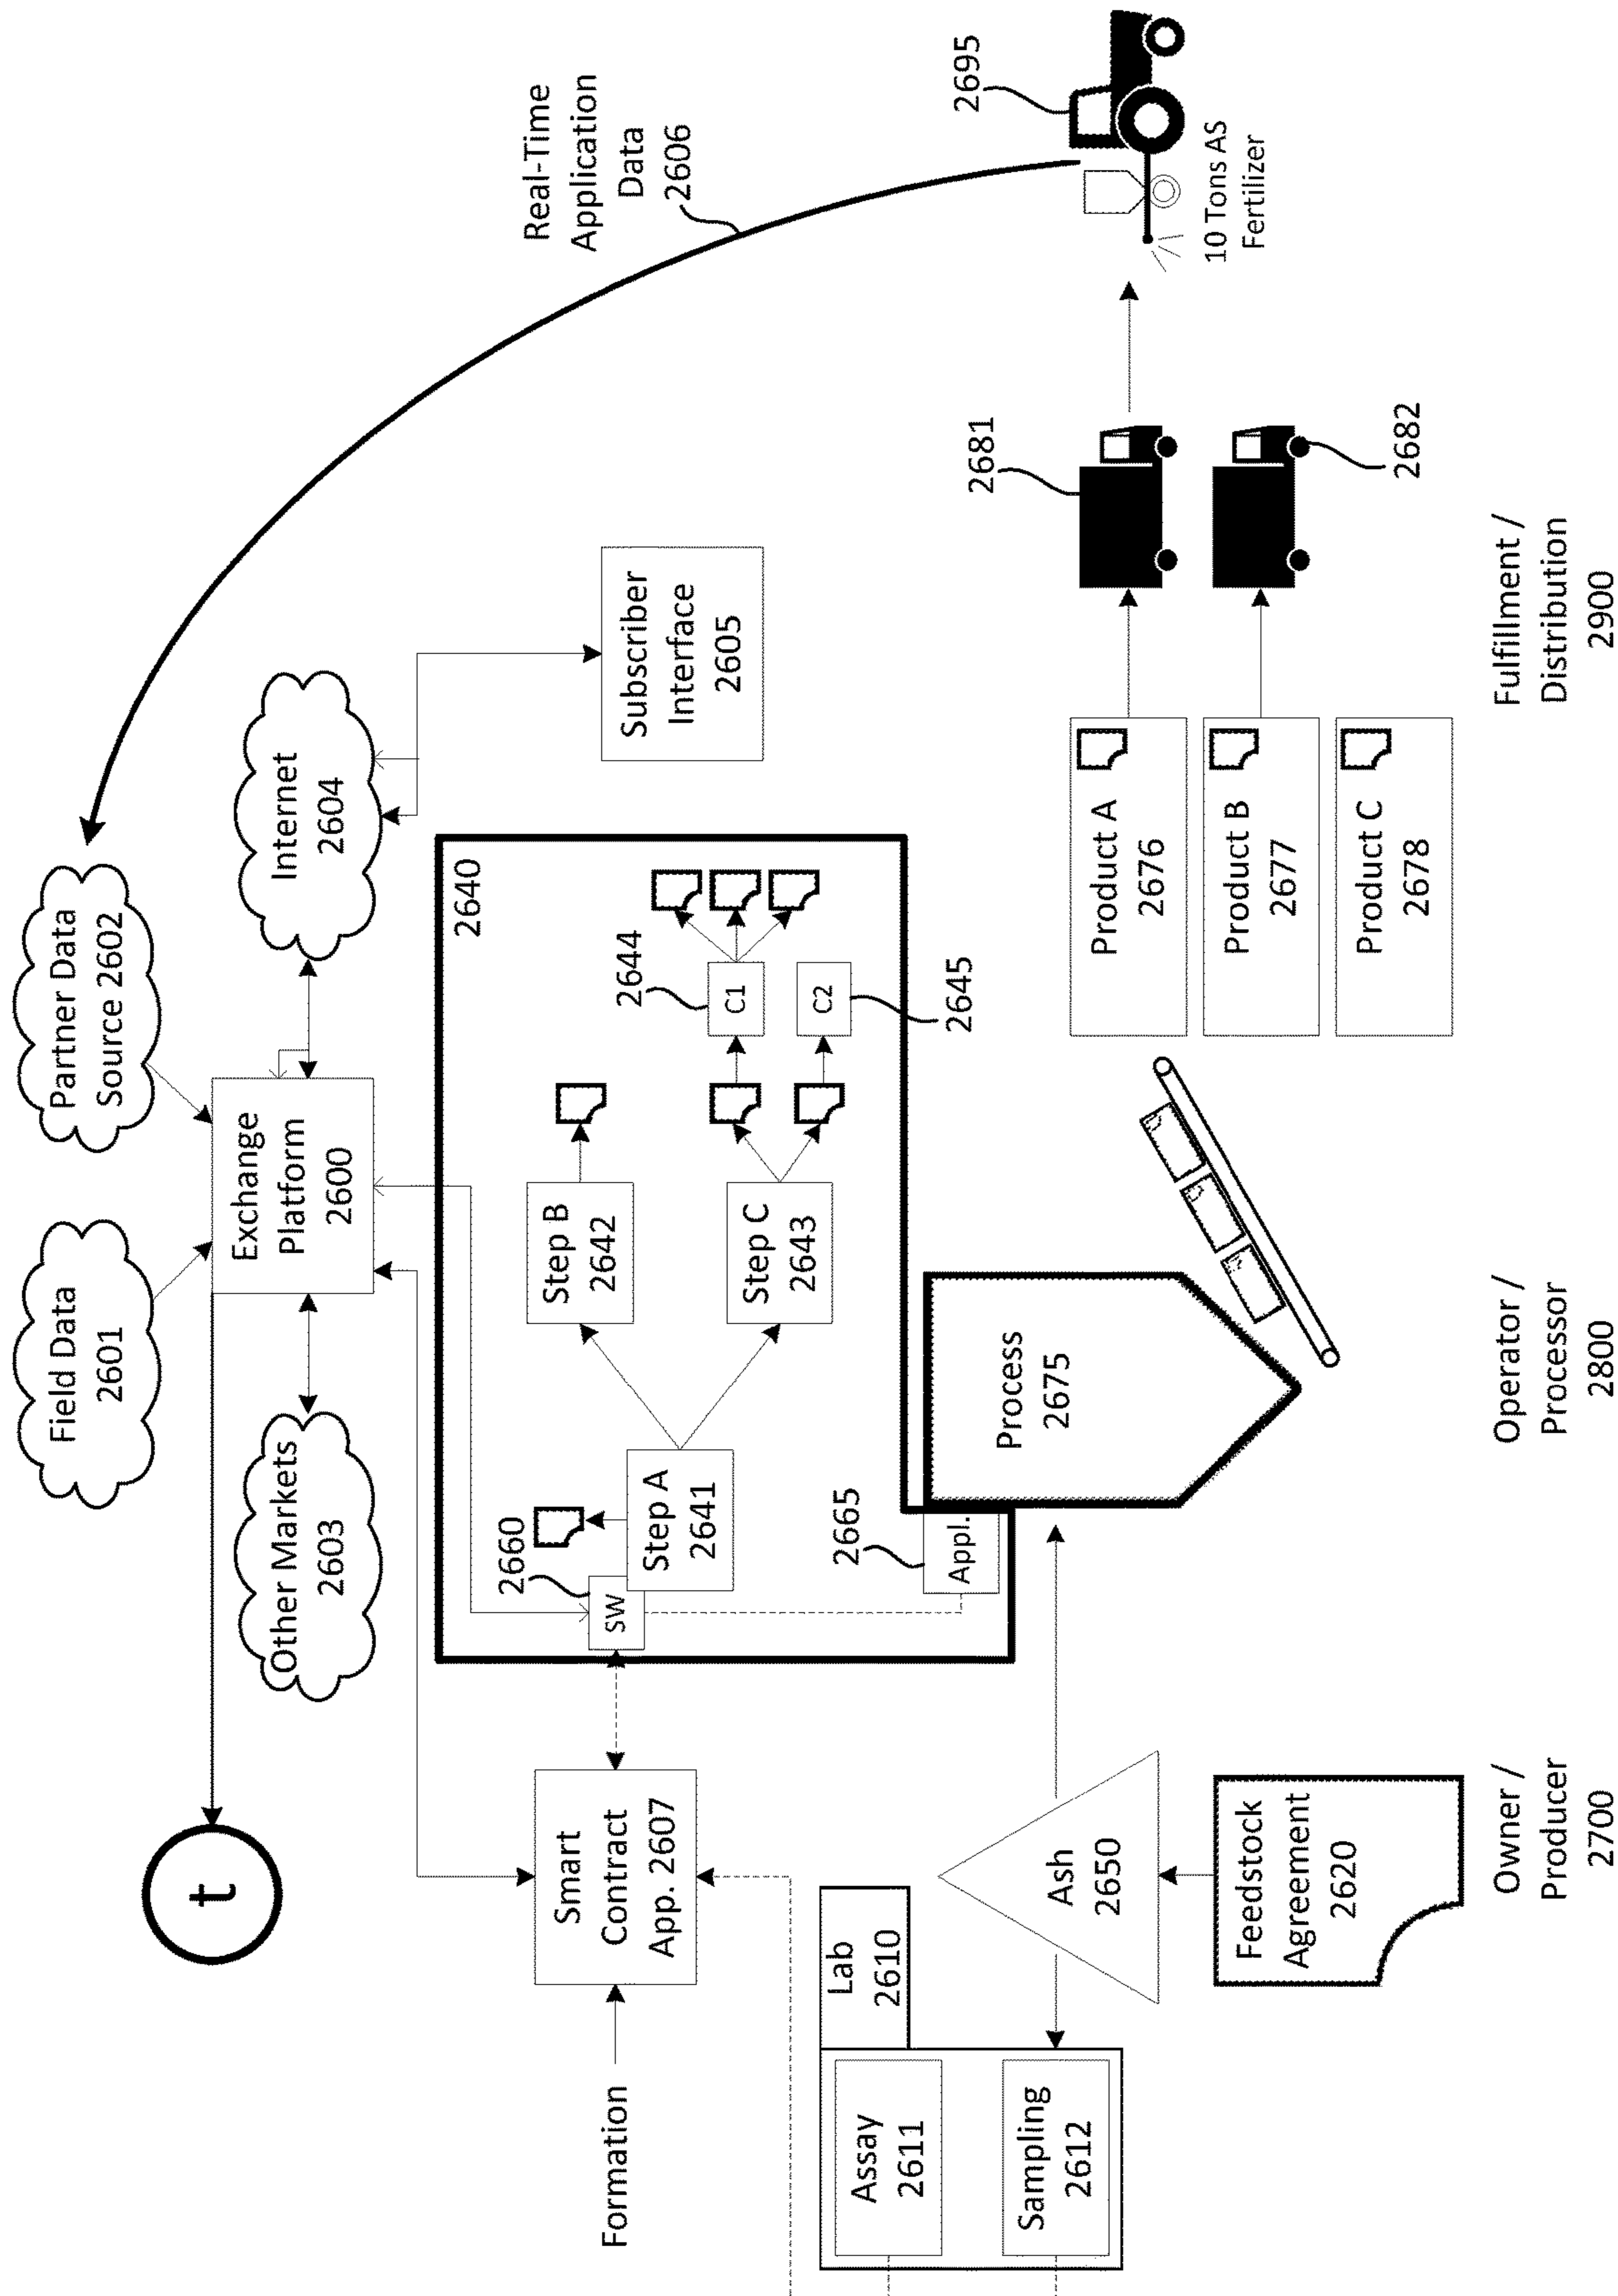 Field Data
2601
Partner Data
Source 2602
Real-Time
Application
Data
2606
t
Exchange
Platform
2600
Other Markets
2603
Internet
2604
Subscriber
Interface
2605
Formation
Smart
Contract
App. 2607
2640
2660
SW
Step A
2641
Step B
2642
Step C
2643
2644
C1
C2
2645
2665
Appl.
Lab
2610
Assay
2611
Sampling
2612
Ash
2650
Feedstock
Agreement
2620
Process
2675
Product A
2676
Product B
2677
Product C
2678
2681
2682
2695
10 Tons AS
Fertilizer
Owner /
Producer
2700
Operator /
Processor
2800
Fulfillment /
Distribution
2900